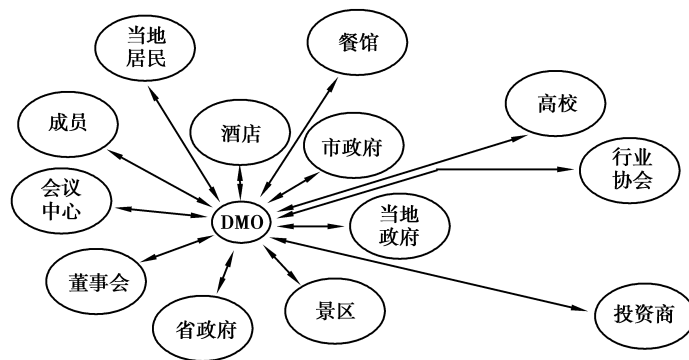 当地
居民
餐馆
高校
成员
酒店
市政府
行业
协会
会议
中心
DMO
当地
政府
董事会
省政府
景区
投资商